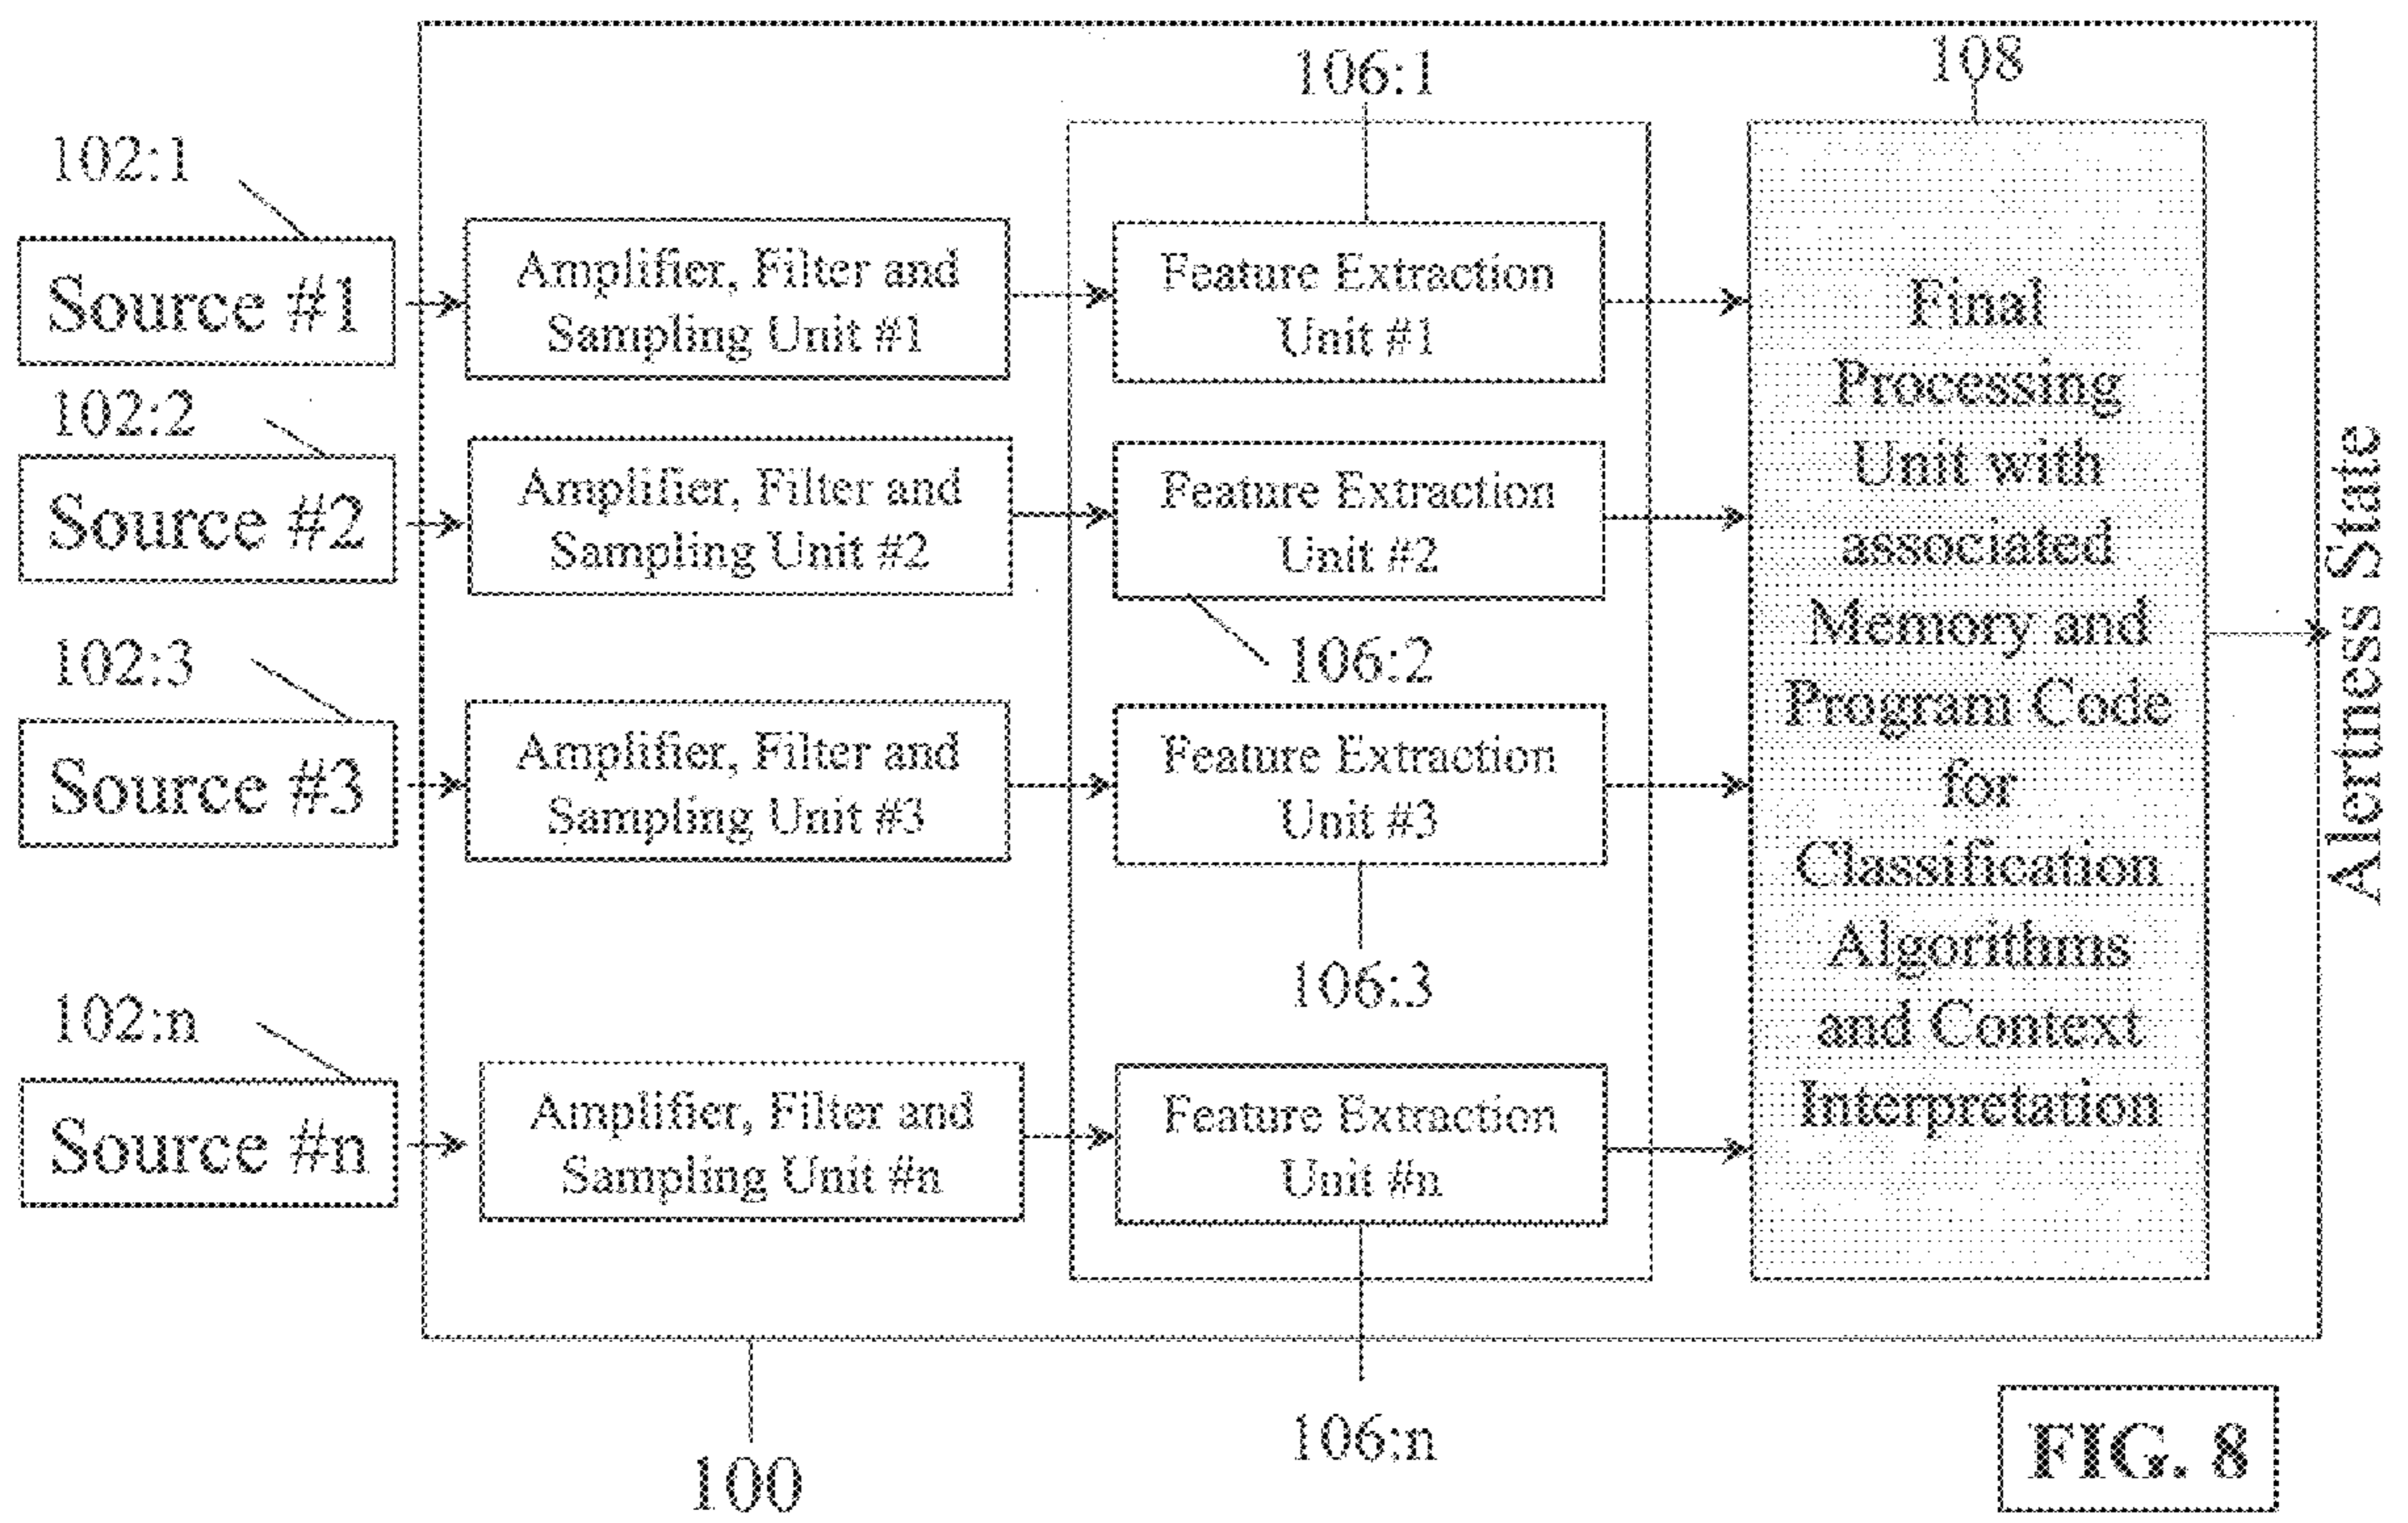 106:1
108
102:1
Source #1
Amplifier, Filter and
Sampling Unit #1
Feature Extraction
Unit #1
102:2
Source #2
Amplifier, Filter and
Sampling Unit #2
Feature Extraction
Unit #2
106:2
102:3
Source #3
Amplifier, Filter and
Sampling Unit #3
Feature Extraction
Unit #3
106:3
102:n
Source #n
Amplifier, Filter and
Sampling Unit #n
Feature Extraction
Unit #n
106:n
Final
Processing
Unit with
associated
Memory and
Program Code
for
Classification
Algorithms
and Context
Interpretation
Alertness State
100
FIG. 8